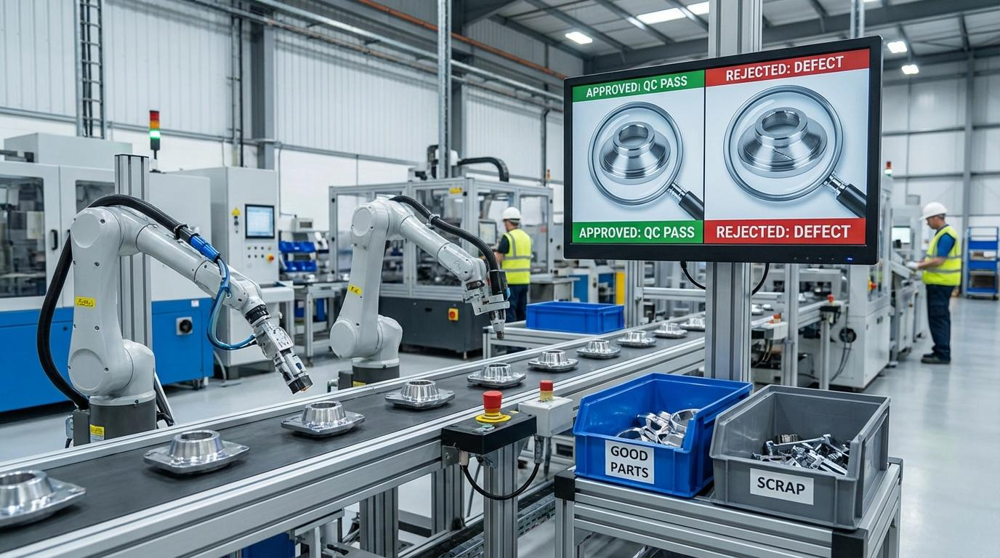 APPROVED: QC PASS
REJECTED: DEFECT
APPROVED: QC PASS
REJECTED: DEFECT
GOOD
PARTS
SCRAP